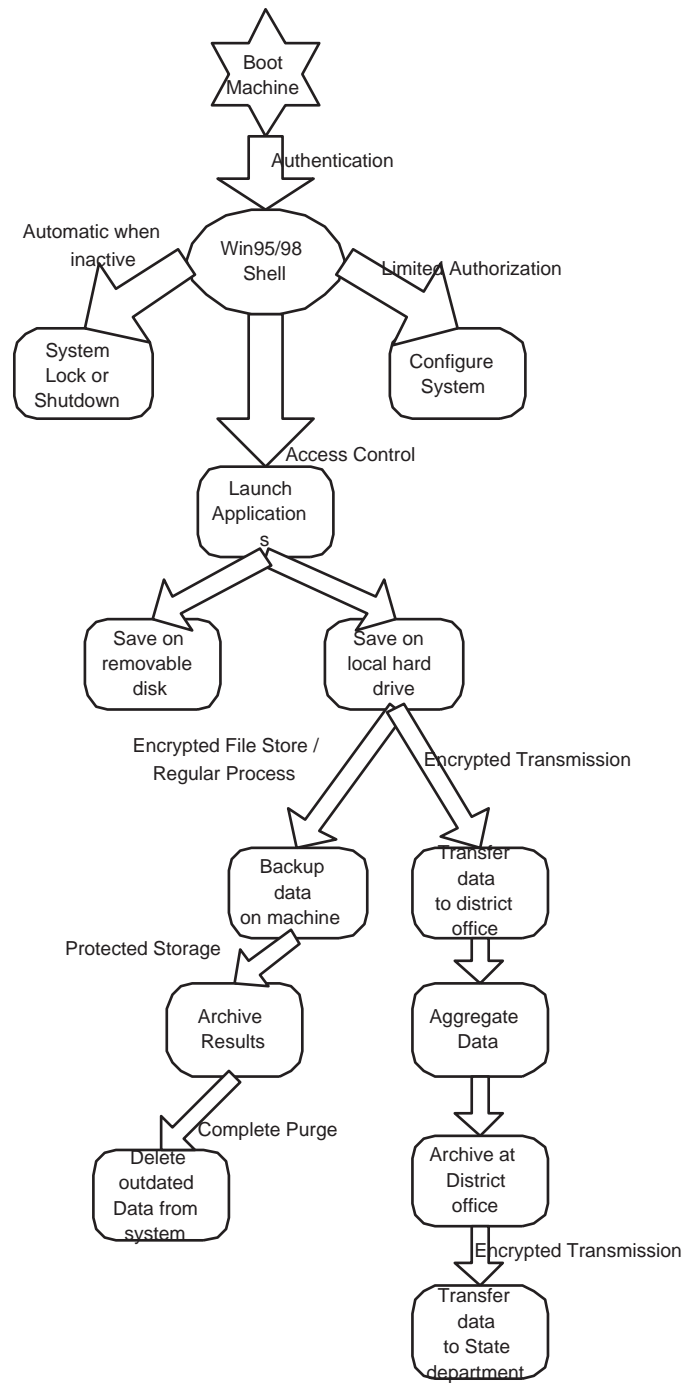 Boot
Machine
Authentication
Automatic when
inactive
Win95/98
Shell
Limited Authorization
System
Lock or
Shutdown
Configure
System
Access Control
Launch
Application
s
Save on
removable
disk
Save on
local hard
drive
Encrypted File Store /
Regular Process
Encrypted Transmission
Backup
data
on machine
Transfer
data
to district
office
Protected Storage
Archive
Results
Aggregate
Data
Complete Purge
Delete
outdated
Data from
system
Archive at
District
office
Encrypted Transmission
Transfer
data
to State
department